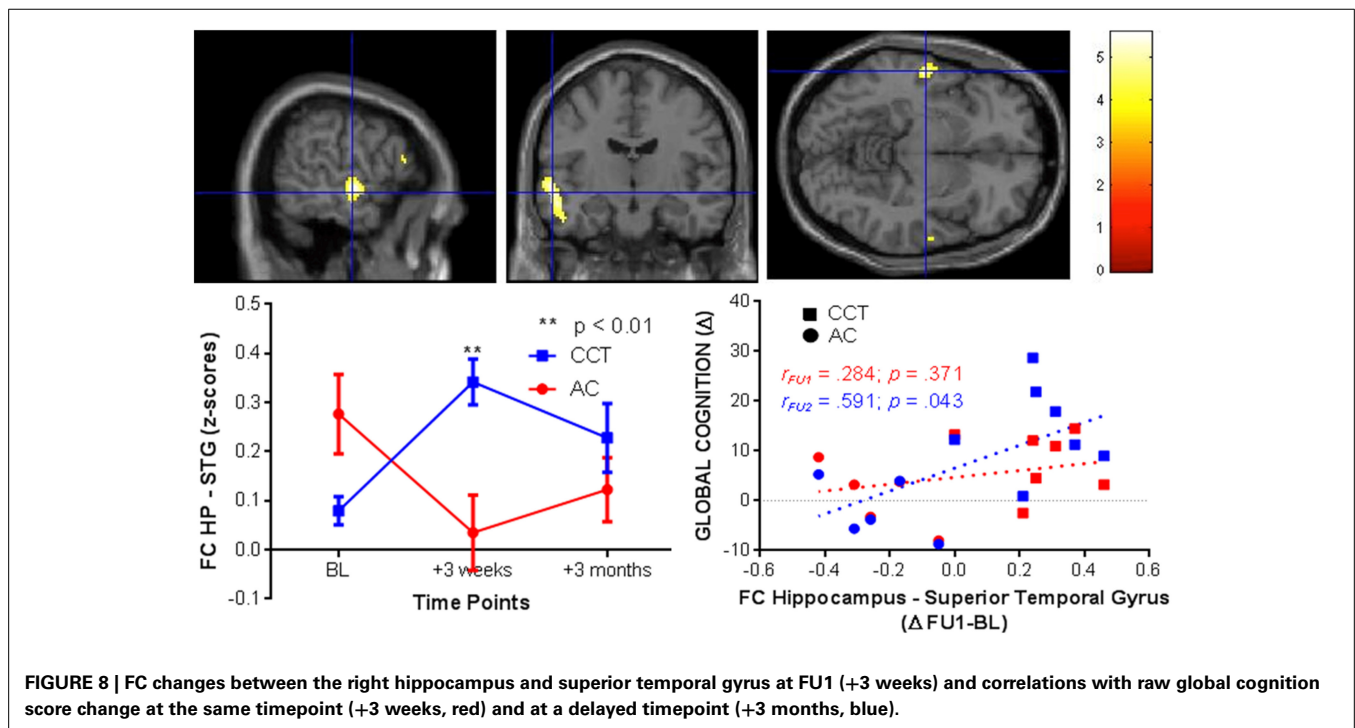 5
4
3
2
1
0
0.5
0.4
0.3
0.2
0.1
0.0
-0.1
FC HP - STG (z-scores)
** p < 0.01
CCT
AC
**
BL
+3 weeks
+3 months
Time Points
40
30
20
10
0
-10
GLOBAL COGNITION (Δ)
CCT
AC
rFU1 = .284; p = .371
rFU2 = .591; p = .043
-0.6 -0.4 -0.2 0.0 0.2 0.4 0.6
FC Hippocampus - Superior Temporal Gyrus
(Δ FU1-BL)
FIGURE 8 | FC changes between the right hippocampus and superior temporal gyrus at FU1 (+3 weeks) and correlations with raw global cognition
score change at the same timepoint (+3 weeks, red) and at a delayed timepoint (+3 months, blue).